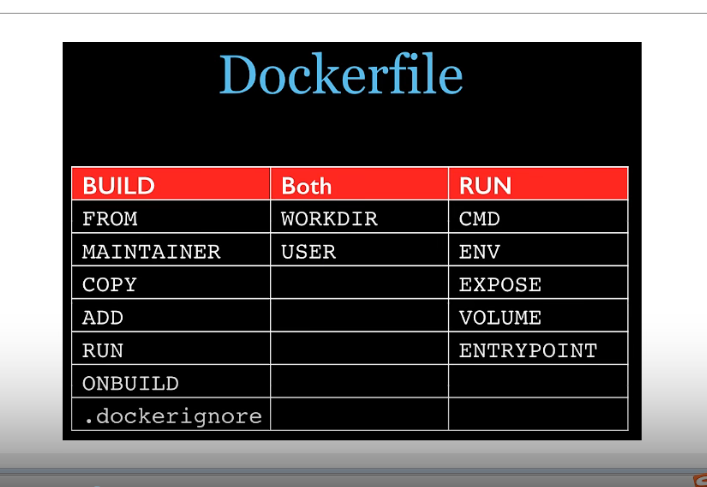 Dockerfile
BUILD Both RUN
FROM WORKDIR CMD
MAINTAINER USER ENV
COPY EXPOSE
ADD VOLUME
RUN ENTRYPOINT
ONBUILD
.dockerignore